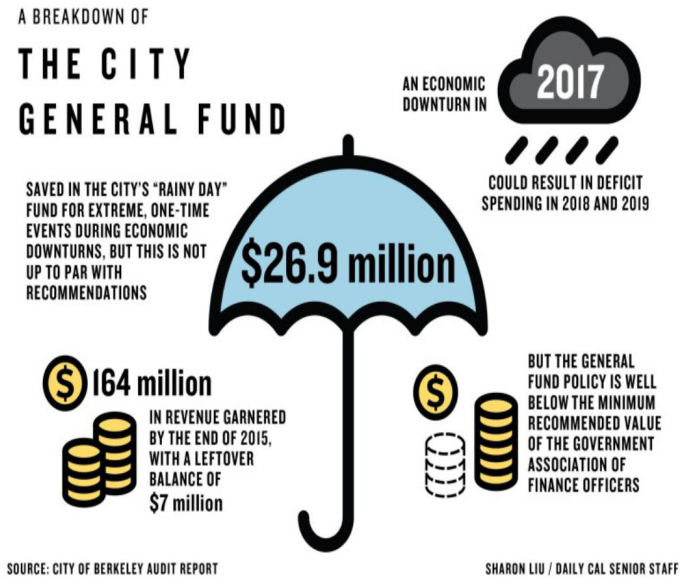 A BREAKDOWN OF
THE CITY
GENERAL FUND
AN ECONOMIC
DOWNTURN IN
2017
COULD RESULT IN DEFICIT
SPENDING IN 2018 AND 2019
SAVED IN THE CITY'S "RAINY DAY"
FUND FOR EXTREME, ONE-TIME
EVENTS DURING ECONOMIC
DOWNTURNS, BUT THIS IS NOT
UP TO PAR WITH
RECOMMENDATIONS
$26.9 million
$ 164 million
IN REVENUE GARNERED
BY THE END OF 2015,
WITH A LEFTOVER
BALANCE OF
$7 million
$
BUT THE GENERAL
FUND POLICY IS WELL
BELOW THE MINIMUM
RECOMMENDED VALUE
OF THE GOVERNMENT
ASSOCIATION OF
FINANCE OFFICERS
SOURCE: CITY OF BERKELEY AUDIT REPORT
SHARON LIU / DAILY CAL SENIOR STAFF